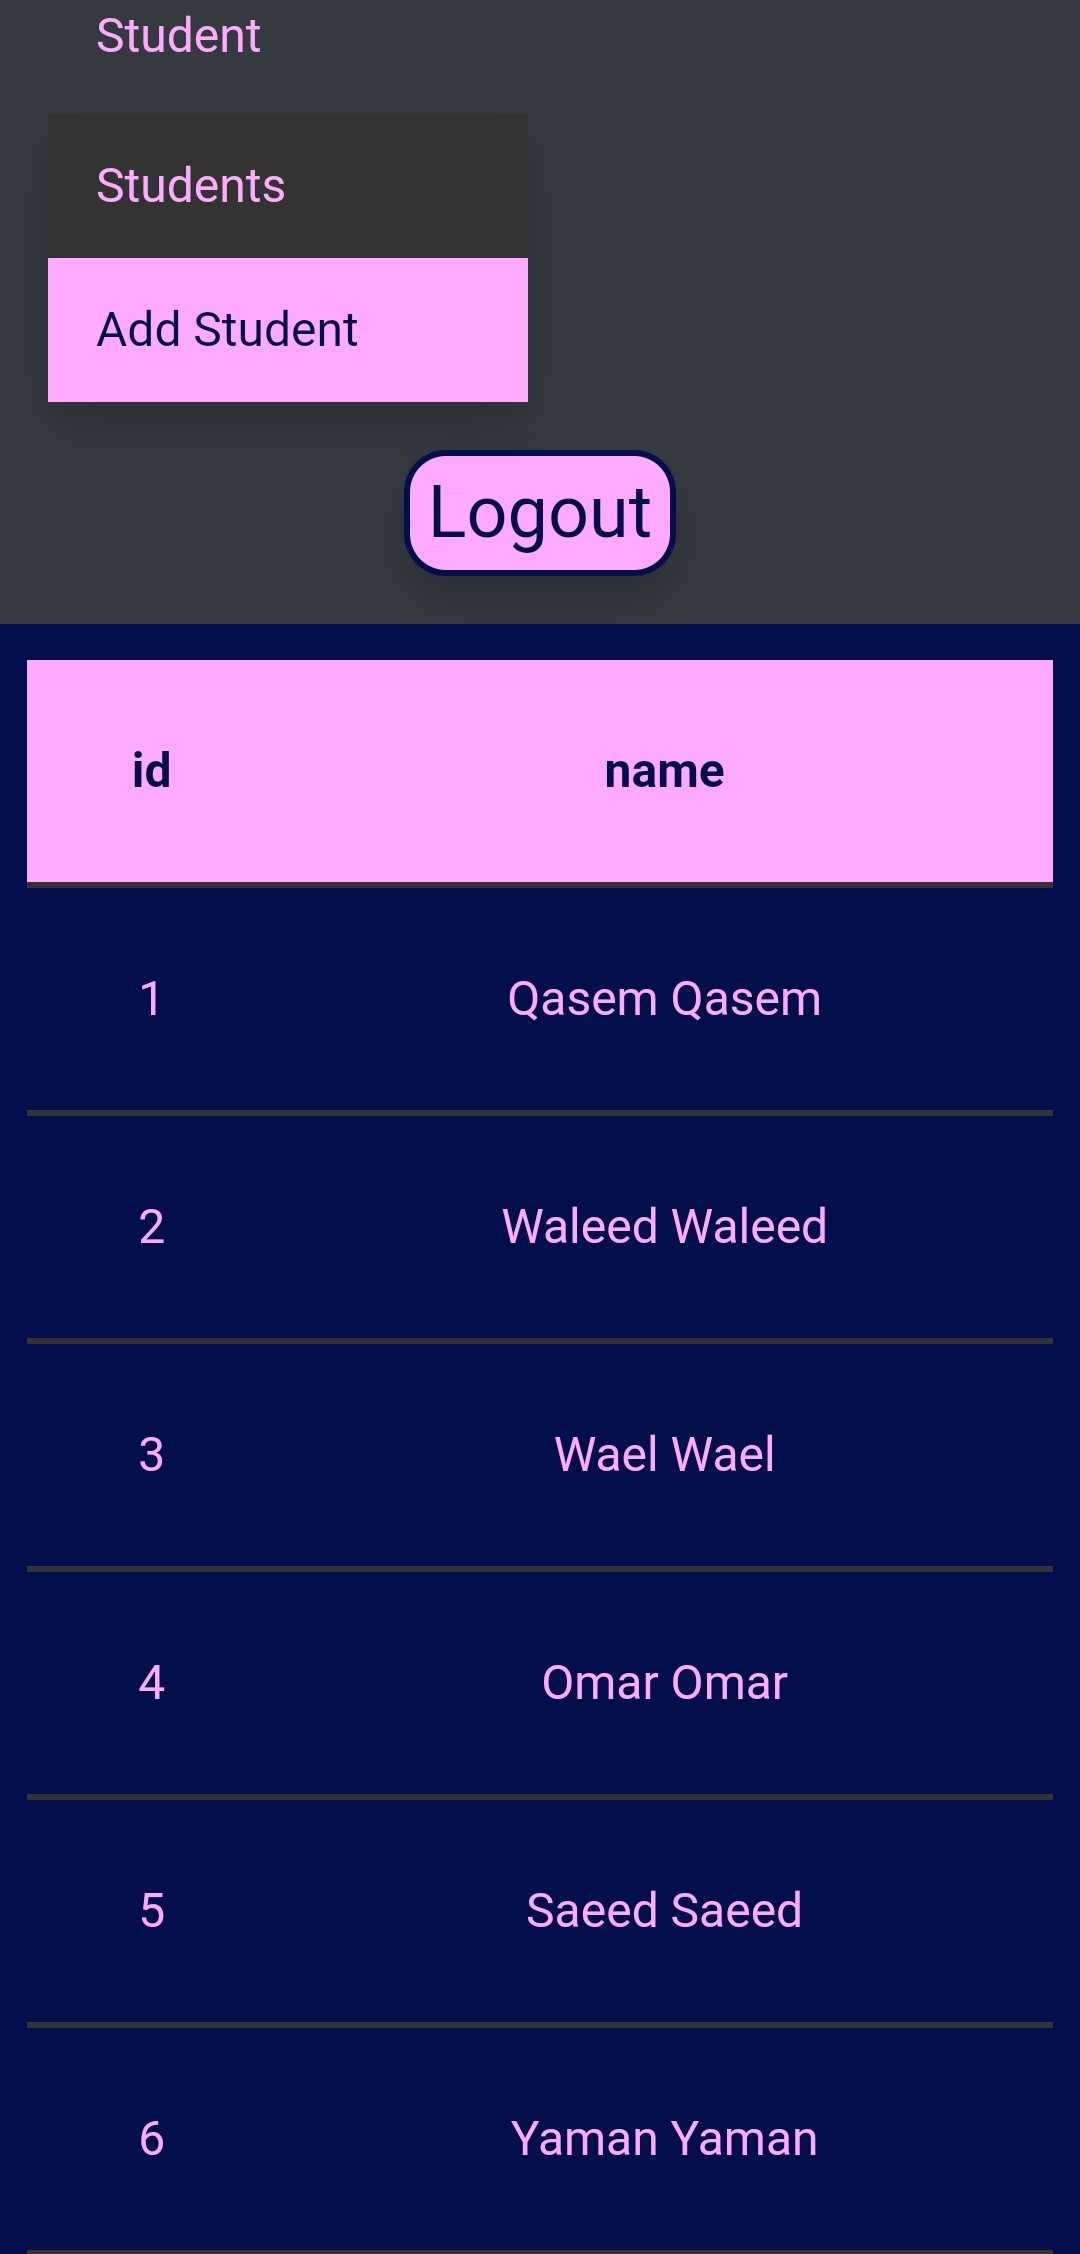 Student
Students
Add Student
Logout
id name
1 Qasem Qasem
2 Waleed Waleed
3 Wael Wael
4 Omar Omar
5 Saeed Saeed
6 Yaman Yaman